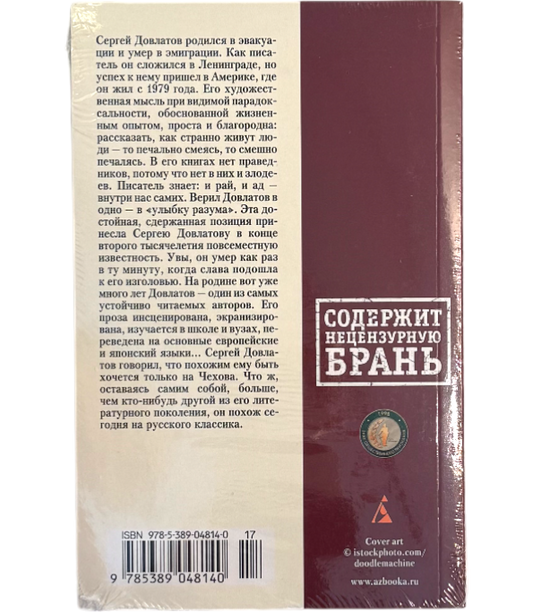 Сергей Довлатов родился в эвакуа-
ции и умер в эмиграции. Как писа-
тель он сложился в Ленинграде, но
успех к нему пришел в Америке, где
он жил с 1979 года. Его художест-
венная мысль при видимой парадок-
сальности, обоснованной жизнен-
ным опытом, проста и благородна:
рассказать, как странно живут лю-
ди – то печально смеясь, то смешно
печалясь. В его книгах нет правед-
ников, потому что нет в них и злоде-
ев. Писатель знает: и рай, и ад –
внутри нас самих. Верил Довлатов в
одно – в «улыбку разума». Эта до-
стойная, сдержанная позиция при-
несла Сергею Довлатову в конце
второго тысячелетия повсеместную
известность. Увы, он умер как раз
в ту минуту, когда слава подошла
к его изголовью. На родине вот уже
много лет Довлатов – один из самых
устойчиво читаемых авторов. Его
проза инсценирована, экранизиро-
вана, изучается в школе и вузах, пе-
реведена на основные европейские
и японский языки... Сергей Довла-
тов говорил, что похожим ему быть
хочется только на Чехова. Что ж,
оставаясь самим собой, больше,
чем кто-нибудь другой из его ли-
тературного поколения, он похож се-
годня на русского классика.
СОДЕРЖИТ
НЕЦЕНЗУРНУЮ
БРАНЬ
ISBN 978-5-389-04814-0 17
9 785389 048140
Cover art
© istockphoto.com/
doodlemachine
www.azbooka.ru